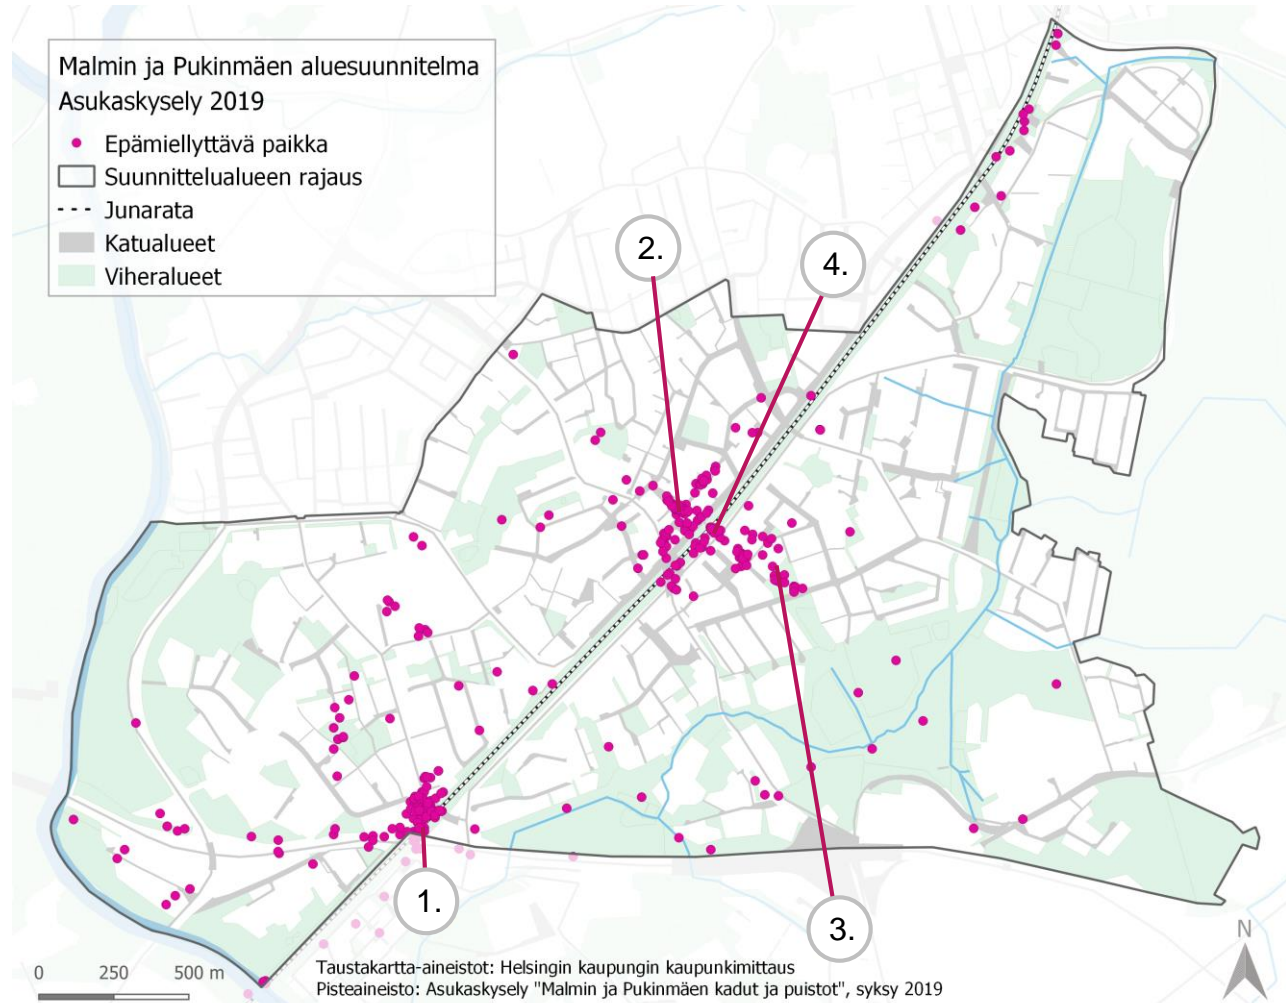 Malmin ja Pukinmäen aluesuunnitelma
Asukaskysely 2019
Epämiellyttävä paikka
Suunnittelualueen rajaus
Junarata
Katualueet
Viheralueet
2.
4.
1.
3.
N
0 250 500 m
Taustakartta-aineistot: Helsingin kaupungin kaupunkimittaus
Pisteaineisto: Asukaskysely "Malmin ja Pukinmäen kadut ja puistot", syksy 2019